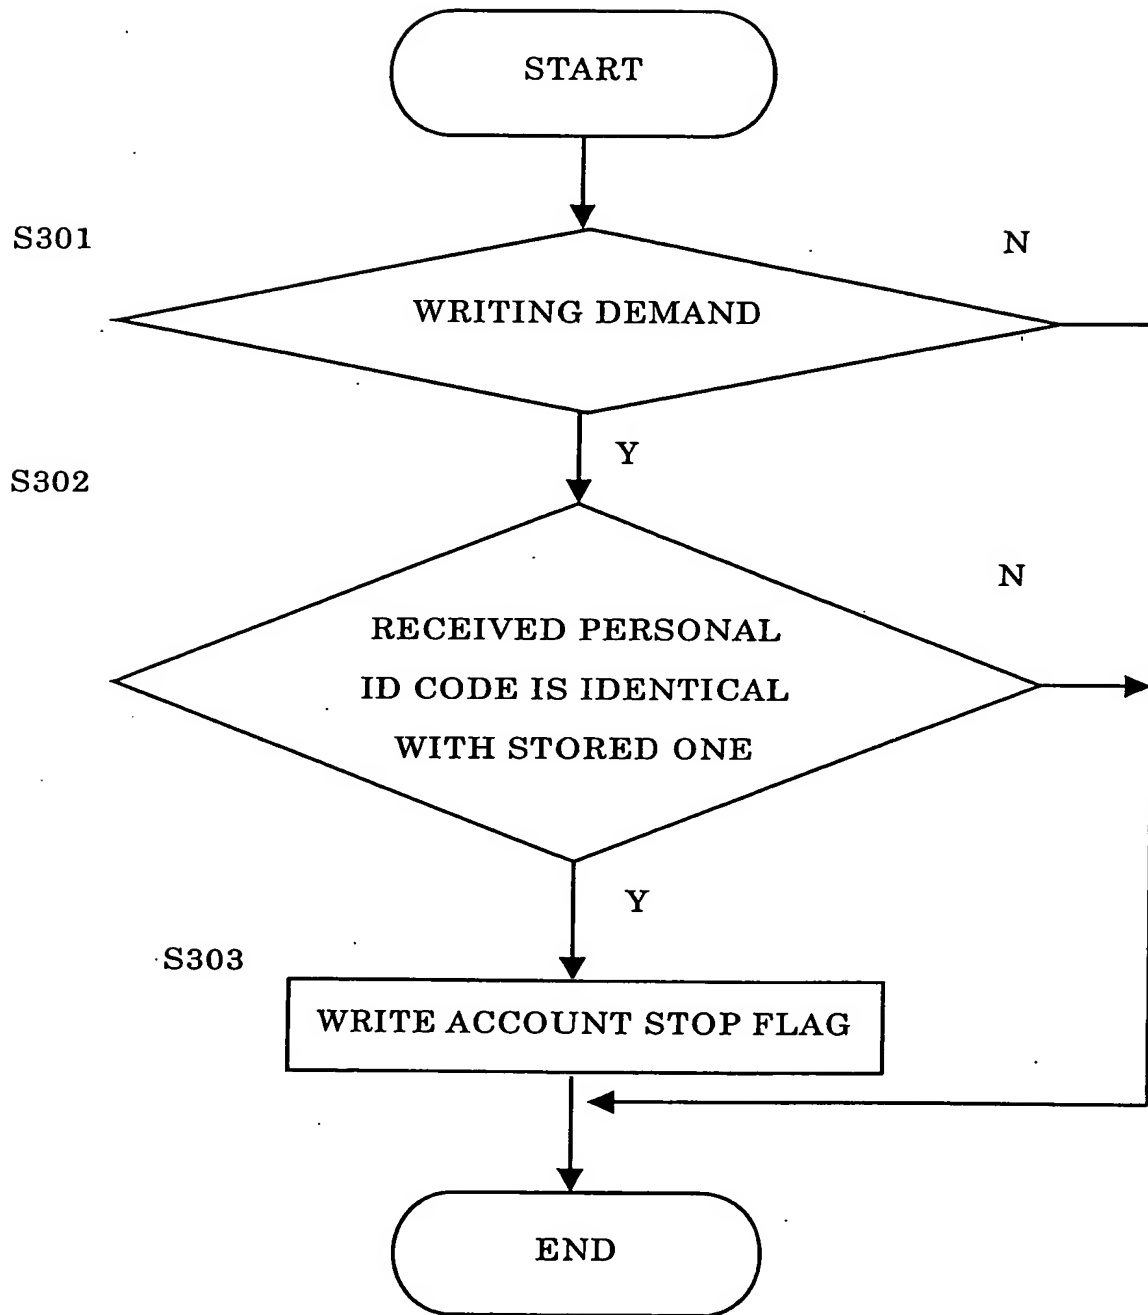 START
S301
N
WRITING DEMAND
Y
S302
N
RECEIVED PERSONAL
ID CODE IS IDENTICAL
WITH STORED ONE
Y
S303
WRITE ACCOUNT STOP FLAG
END